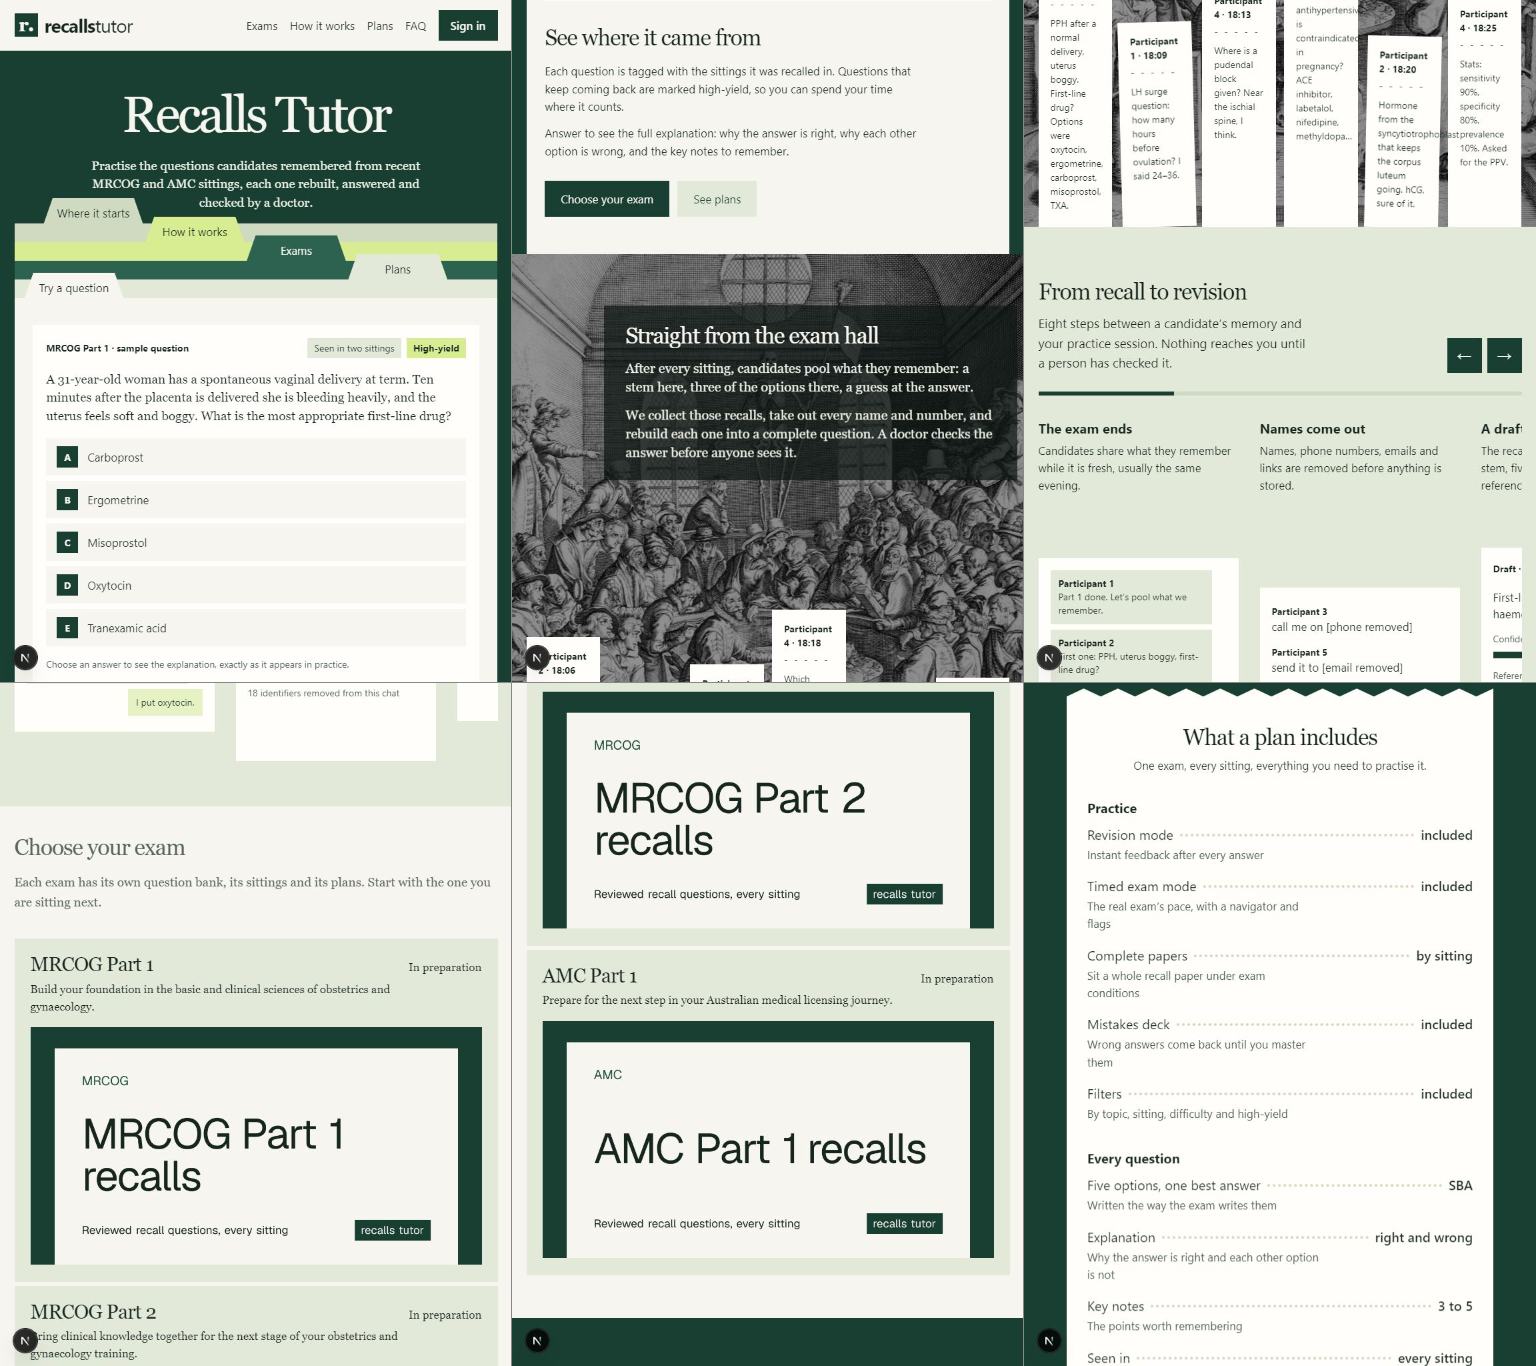 r. recallstutor
Exams How it works Plans FAQ Sign in
Recalls Tutor
Practise the questions candidates remembered from recent
MRCOG and AMC sittings, each one rebuilt, answered and
checked by a doctor.
Where it starts
How it works
Exams
Plans
Try a question
MRCOG Part 1 · sample question
Seen in two sittings
High-yield
A 31-year-old woman has a spontaneous vaginal delivery at term. Ten
minutes after the placenta is delivered she is bleeding heavily, and the
uterus feels soft and boggy. What is the most appropriate first-line drug?
A Carboprost
B Ergometrine
C Misoprostol
D Oxytocin
E Tranexamic acid
N
Choose an answer to see the explanation, exactly as it appears in practice.
See where it came from
Each question is tagged with the sittings it was recalled in. Questions that
keep coming back are marked high-yield, so you can spend your time
where it counts.
Answer to see the full explanation: why the answer is right, why each other
option is wrong, and the key notes to remember.
Choose your exam
See plans
Straight from the exam hall
After every sitting, candidates pool what they remember: a
stem here, three of the options there, a guess at the answer.
We collect those recalls, take out every name and number, and
rebuild each one into a complete question. A doctor checks the
answer before anyone sees it.
N
rticipant
2 · 18:06
Participant
4 · 18:18
- - - - -
Which
- - - - -
PPH after a
normal
delivery,
uterus
boggy.
First-line
drug?
Options
were
oxytocin,
ergometrine,
carboprost,
misoprostol,
TXA.
Participant
1 · 18:09
- - - - -
LH surge
question:
how many
hours
before
ovulation? I
said 24–36.
Participant
4 · 18:13
- - - - -
Where is a
pudendal
block
given? Near
the ischial
spine, I
think.
antihypertensive
is
contraindicated
in
pregnancy?
ACE
inhibitor,
labetalol,
nifedipine,
methyldopa...
Participant
2 · 18:20
- - - - -
Hormone
from the
syncytiotrophoblast
that keeps
the corpus
luteum
going. hCG,
sure of it.
Participant
4 · 18:25
- - - - -
Stats:
sensitivity
90%,
specificity
80%,
prevalence
10%. Asked
for the PPV.
From recall to revision
Eight steps between a candidate's memory and
your practice session. Nothing reaches you until
a person has checked it.
← →
The exam ends
Candidates share what they remember
while it is fresh, usually the same
evening.
Names come out
Names, phone numbers, emails and
links are removed before anything is
stored.
A draft
The reca
stem, fiv
referenc
Participant 1
Part 1 done. Let's pool what we
remember.
Participant 2
First one: PPH, uterus boggy, first-
line drug?
N
Participant 3
call me on [phone removed]
Participant 5
send it to [email removed]
Draft ·
First-l
haem
Confid
Referen
I put oxytocin.
18 identifiers removed from this chat
Choose your exam
Each exam has its own question bank, its sittings and its plans. Start with the one you
are sitting next.
MRCOG Part 1
In preparation
Build your foundation in the basic and clinical sciences of obstetrics and
gynaecology.
MRCOG
MRCOG Part 1
recalls
Reviewed recall questions, every sitting
recalls tutor
MRCOG Part 2
In preparation
Bring clinical knowledge together for the next stage of your obstetrics and
gynaecology training.
N
MRCOG
MRCOG Part 2
recalls
Reviewed recall questions, every sitting
recalls tutor
AMC Part 1
In preparation
Prepare for the next step in your Australian medical licensing journey.
AMC
AMC Part 1 recalls
Reviewed recall questions, every sitting
recalls tutor
N
What a plan includes
One exam, every sitting, everything you need to practise it.
Practice
Revision mode included
Instant feedback after every answer
Timed exam mode included
The real exam's pace, with a navigator and
flags
Complete papers by sitting
Sit a whole recall paper under exam
conditions
Mistakes deck included
Wrong answers come back until you master
them
Filters included
By topic, sitting, difficulty and high-yield
Every question
Five options, one best answer SBA
Written the way the exam writes them
Explanation right and wrong
Why the answer is right and each other option
is not
Key notes 3 to 5
The points worth remembering
Seen in every sitting
N